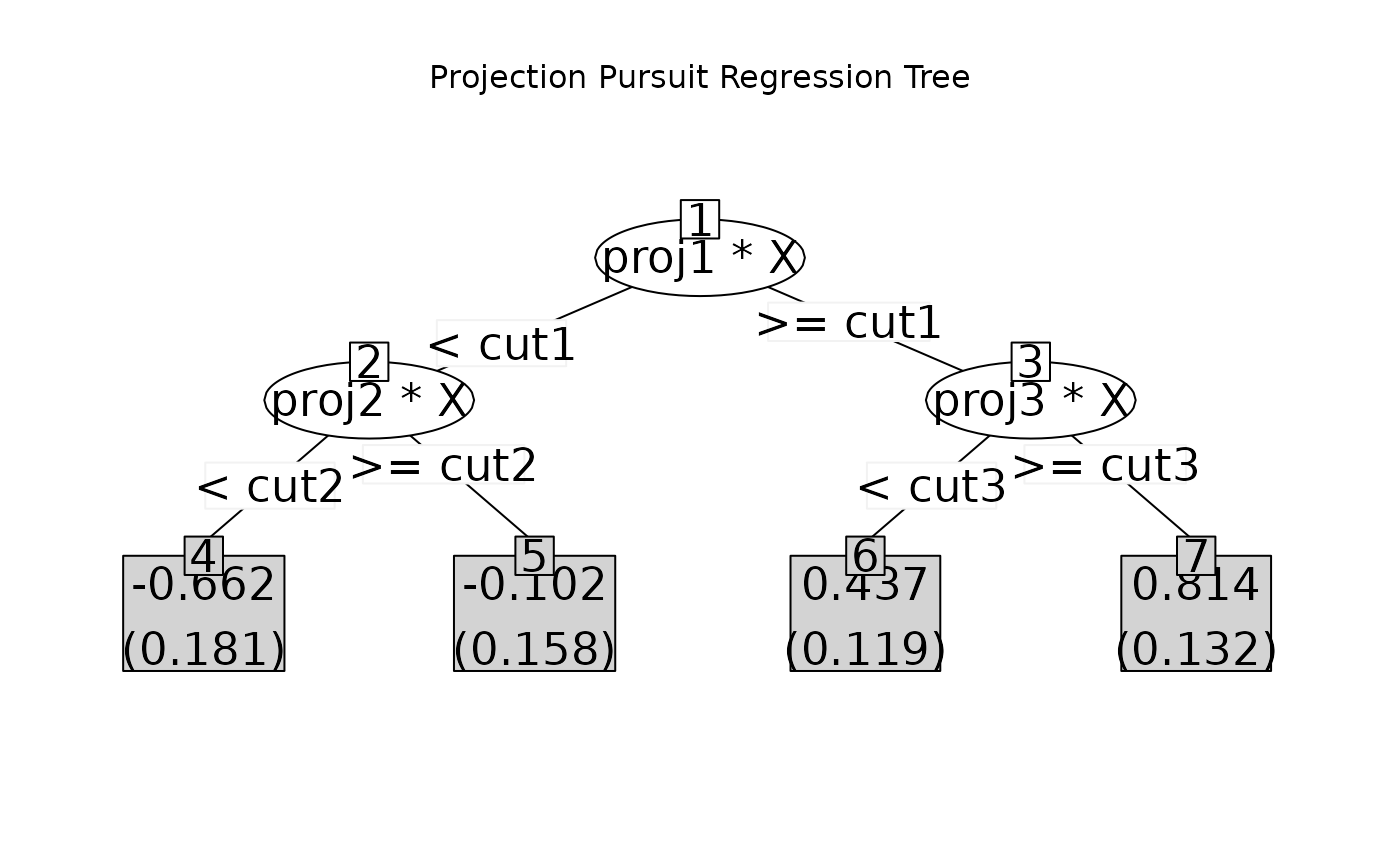 Projection Pursuit Regression Tree
1
proj1 * X
< cut1
>= cut1
2
proj2 * X
3
proj3 * X
< cut2
>= cut2
< cut3
>= cut3
4
-0.662
(0.181)
5
-0.102
(0.158)
6
0.437
(0.119)
7
0.814
(0.132)